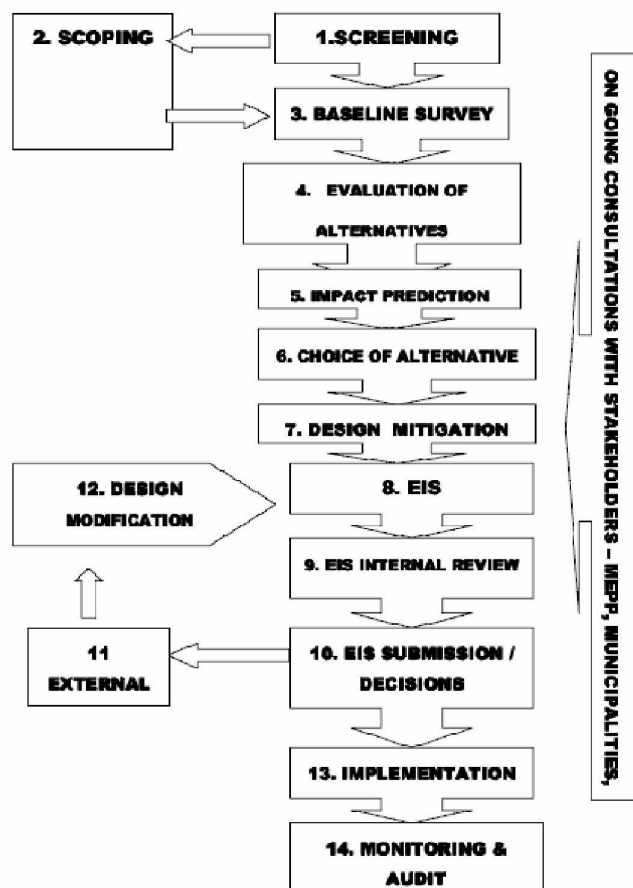 2. SCOPING
1.SCREENING
3. BASELINE SURVEY
4. EVALUATION OF
ALTERNATIVES
5. IMPACT PREDICTION
6. CHOICE OF ALTERNATIVE
7. DESIGN MITIGATION
8. EIS
12. DESIGN
MODIFICATION
9. EIS INTERNAL REVIEW
10. EIS SUBMISSION /
DECISIONS
11
EXTERNAL
13. IMPLEMENTATION
14. MONITORING &
AUDIT
ON GOING CONSULTATIONS WITH STAKEHOLDERS – MEPP, MUNICIPALITIES,